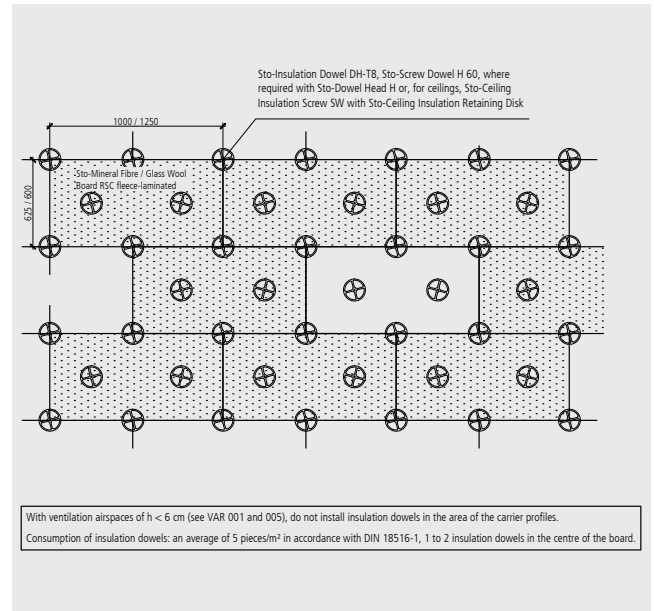 Sto-Insulation Dowel DH-T8, Sto-Screw Dowel H 60, where
required with Sto-Dowel Head H or, for ceilings, Sto-Ceiling
Insulation Screw SW with Sto-Ceiling Insulation Retaining Disk
1000 / 1250
Sto-Mineral Fibre / Glass Wool
Board RSC fleece-laminated
625 / 600
With ventilation airspaces of h < 6 cm (see VAR 001 and 005), do not install insulation dowels in the area of the carrier profiles.
Consumption of insulation dowels: an average of 5 pieces/m² in accordance with DIN 18516-1, 1 to 2 insulation dowels in the centre of the board.